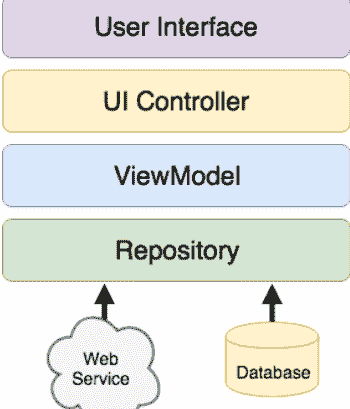 User Interface
UI Controller
ViewModel
Repository
Web
Service
Database